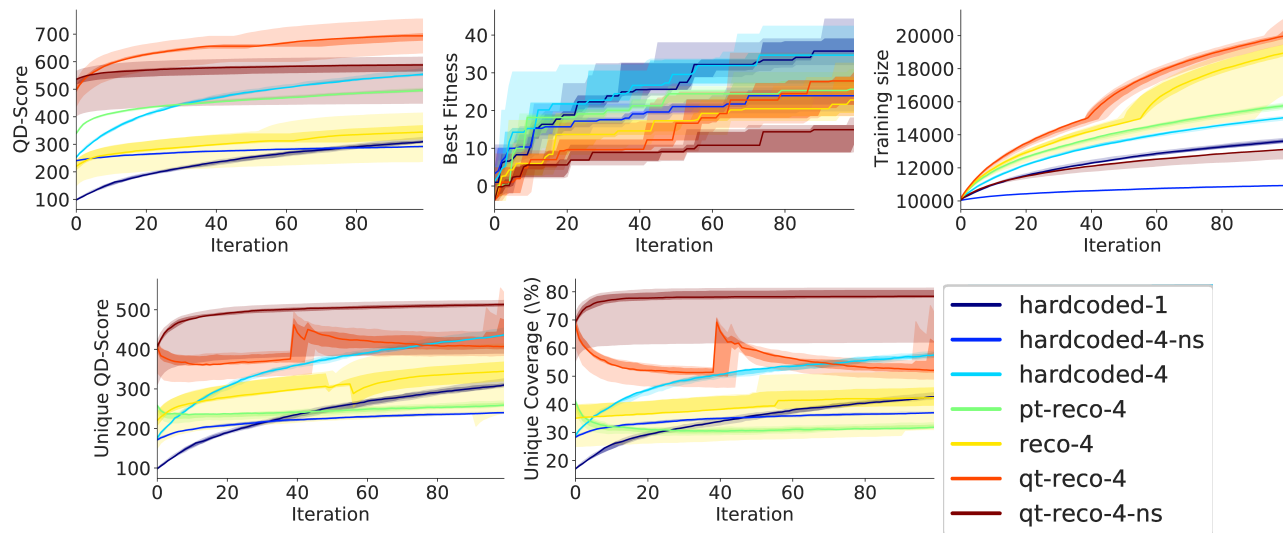 QD-Score
700
600
500
400
300
200
100
0 20 40 60 80
Iteration
Best Fitness
40
30
20
10
0
0 20 40 60 80
Iteration
Training size
20000
18000
16000
14000
12000
10000
0 20 40 60 80
Iteration
Unique QD-Score
500
400
300
200
100
0 20 40 60 80
Iteration
Unique Coverage (\%)
80
70
60
50
40
30
20
0 20 40 60 80
Iteration
hardcoded-1
hardcoded-4-ns
hardcoded-4
pt-reco-4
reco-4
qt-reco-4
qt-reco-4-ns